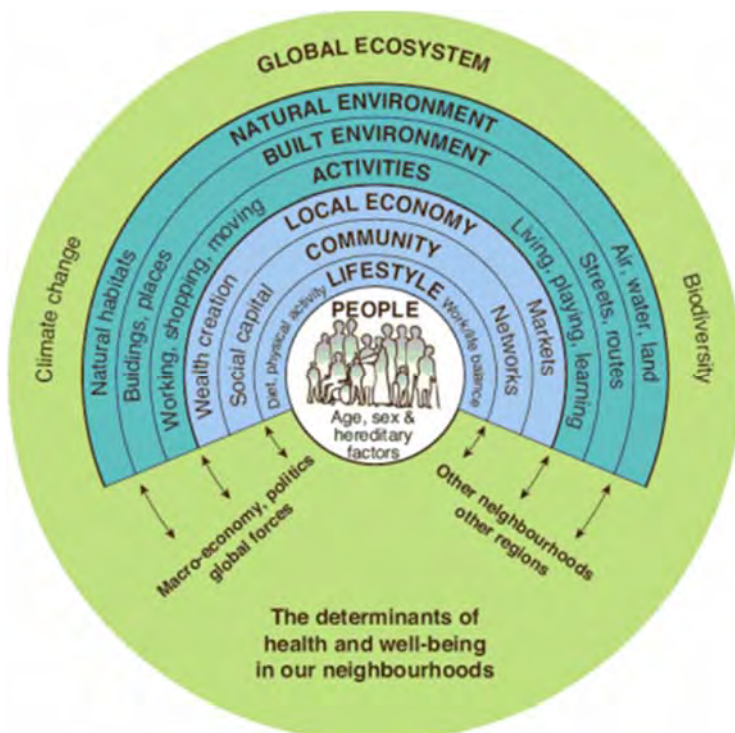 GLOBAL ECOSYSTEM
NATURAL ENVIRONMENT
BUILT ENVIRONMENT
ACTIVITIES
LOCAL ECONOMY
COMMUNITY
LIFESTYLE
PEOPLE
Age, sex &
hereditary
factors
Climate change
Natural habitats
Buidings, places
Working, shopping, moving
Wealth creation
Social capital
Diet, physical activity
Work/life balance
Networks
Markets
Living, playing, learning
Streets, routes
Air, water, land
Biodiversity
Macro-economy, politics
global forces
Other neighbourhoods
other regions
The determinants of
health and well-being
in our neighbourhoods